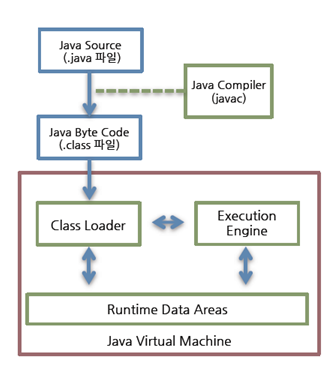 Java Source
(.java 파일)
Java Compiler
(javac)
Java Byte Code
(.class 파일)
Class Loader
Execution
Engine
Runtime Data Areas
Java Virtual Machine